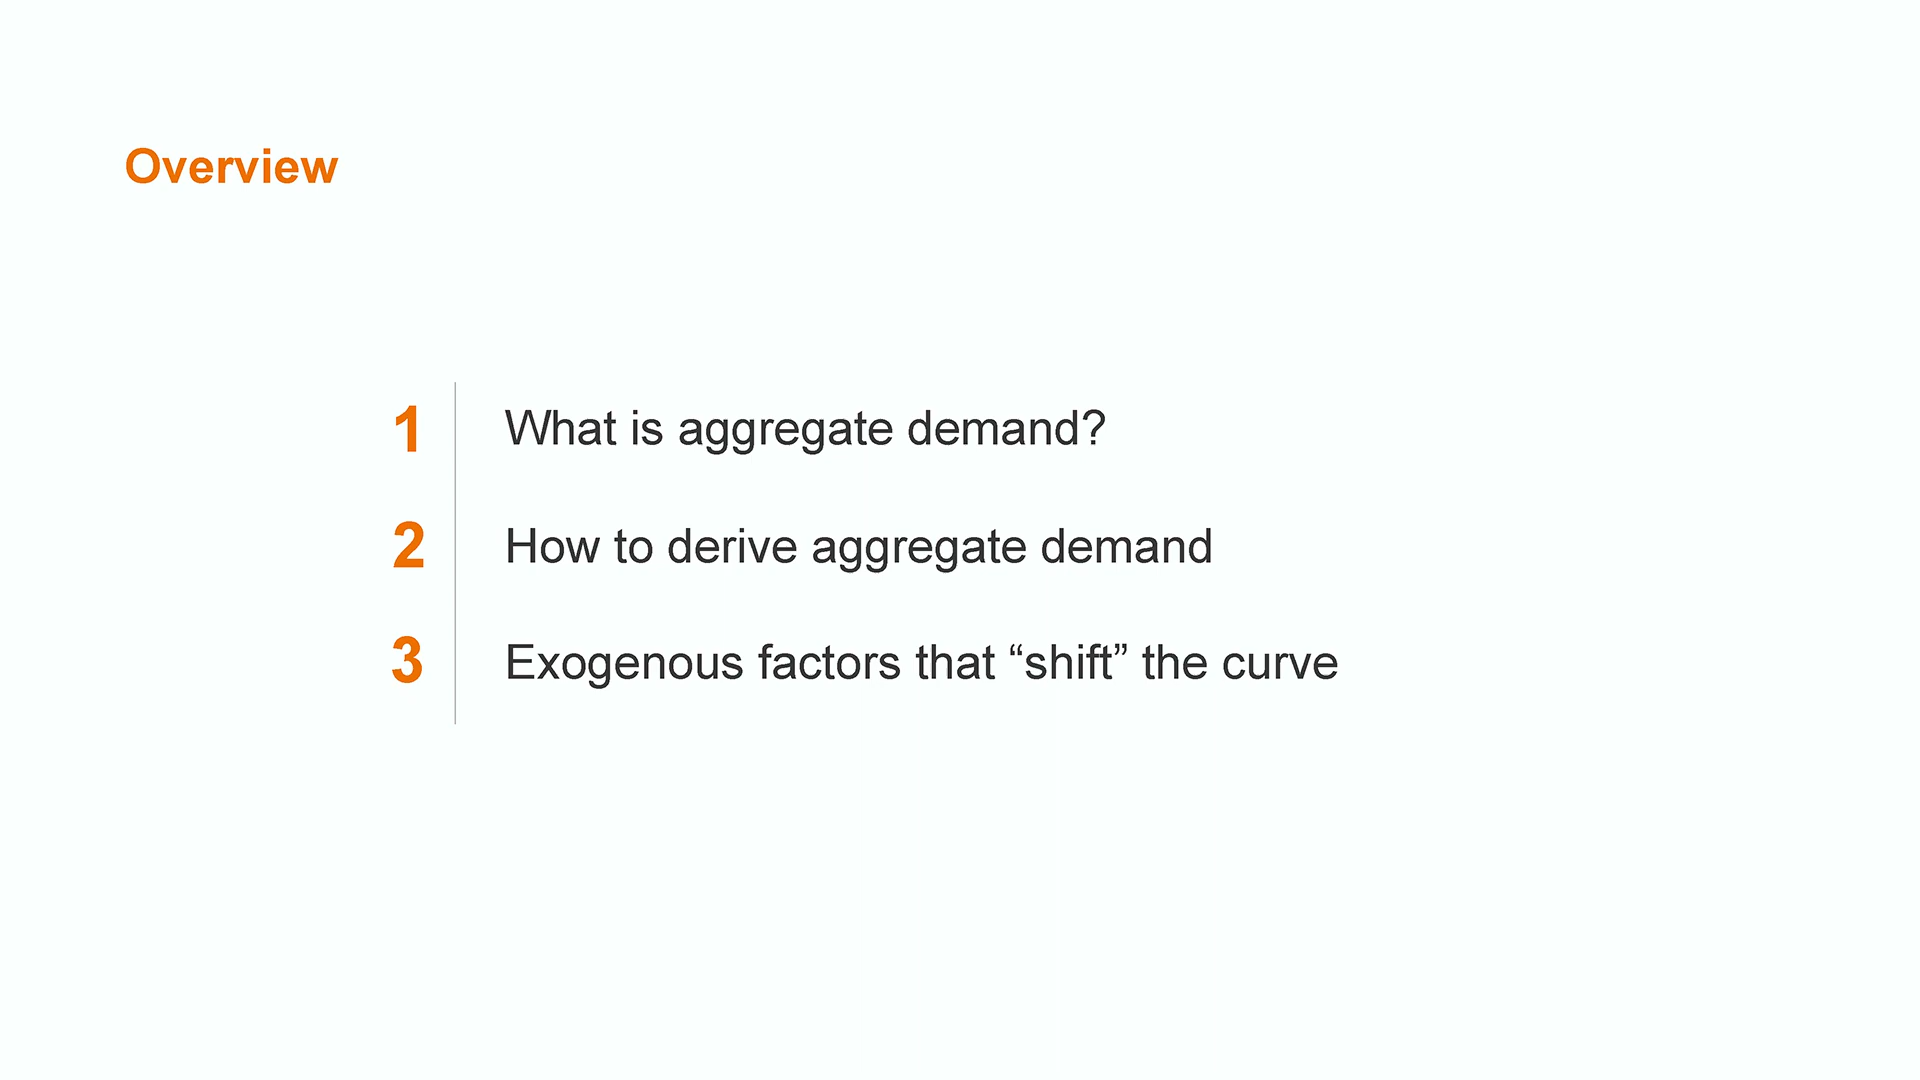 Overview
1 What is aggregate demand?
2 How to derive aggregate demand
3 Exogenous factors that “shift” the curve